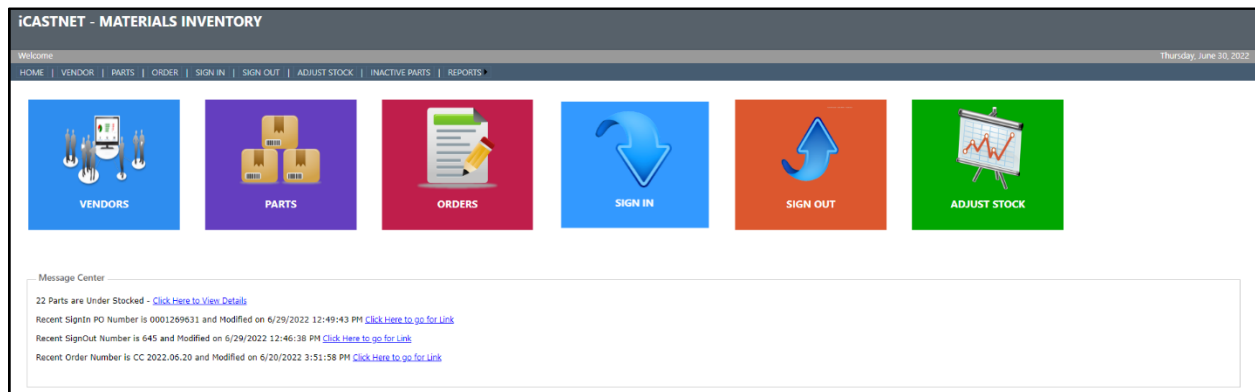 iCASTNET - MATERIALS INVENTORY
Welcome
Thursday, June 30, 2022
HOME | VENDOR | PARTS | ORDER | SIGN IN | SIGN OUT | ADJUST STOCK | INACTIVE PARTS | REPORTS
VENDORS
PARTS
ORDERS
SIGN IN
SIGN OUT
ADJUST STOCK
Message Center
22 Parts are Under Stocked - Click Here to View Details
Recent SignIn PO Number is 0001269631 and Modified on 6/29/2022 12:49:43 PM Click Here to go for Link
Recent SignOut Number is 645 and Modified on 6/29/2022 12:46:38 PM Click Here to go for Link
Recent Order Number is CC 2022.06.20 and Modified on 6/20/2022 3:51:58 PM Click Here to go for Link